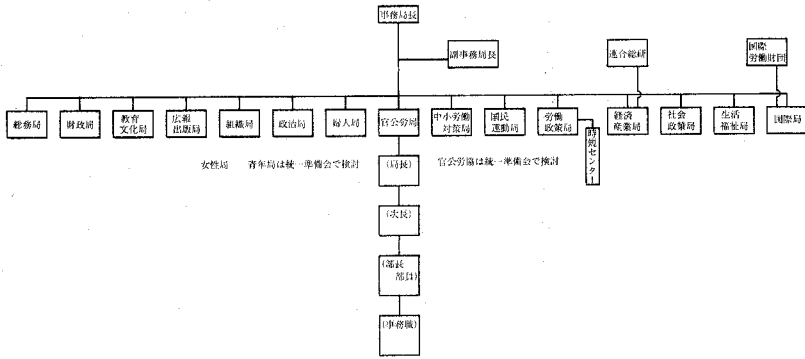 事務局長
副事務局長
連合総研
国際
労働財団
総務局
財政局
教育
文化局
広報
出版局
組織局
政治局
婦人局
官公労局
中小労働
対策局
国民
運動局
労働
政策局
時短センター
経済
産業局
社会
政策局
生活
福祉局
国際局
女性局 青年局は統一準備会で検討
官公労協は統一準備会で検討
(局長)
(次長)
(部長
部員)
(事務職)